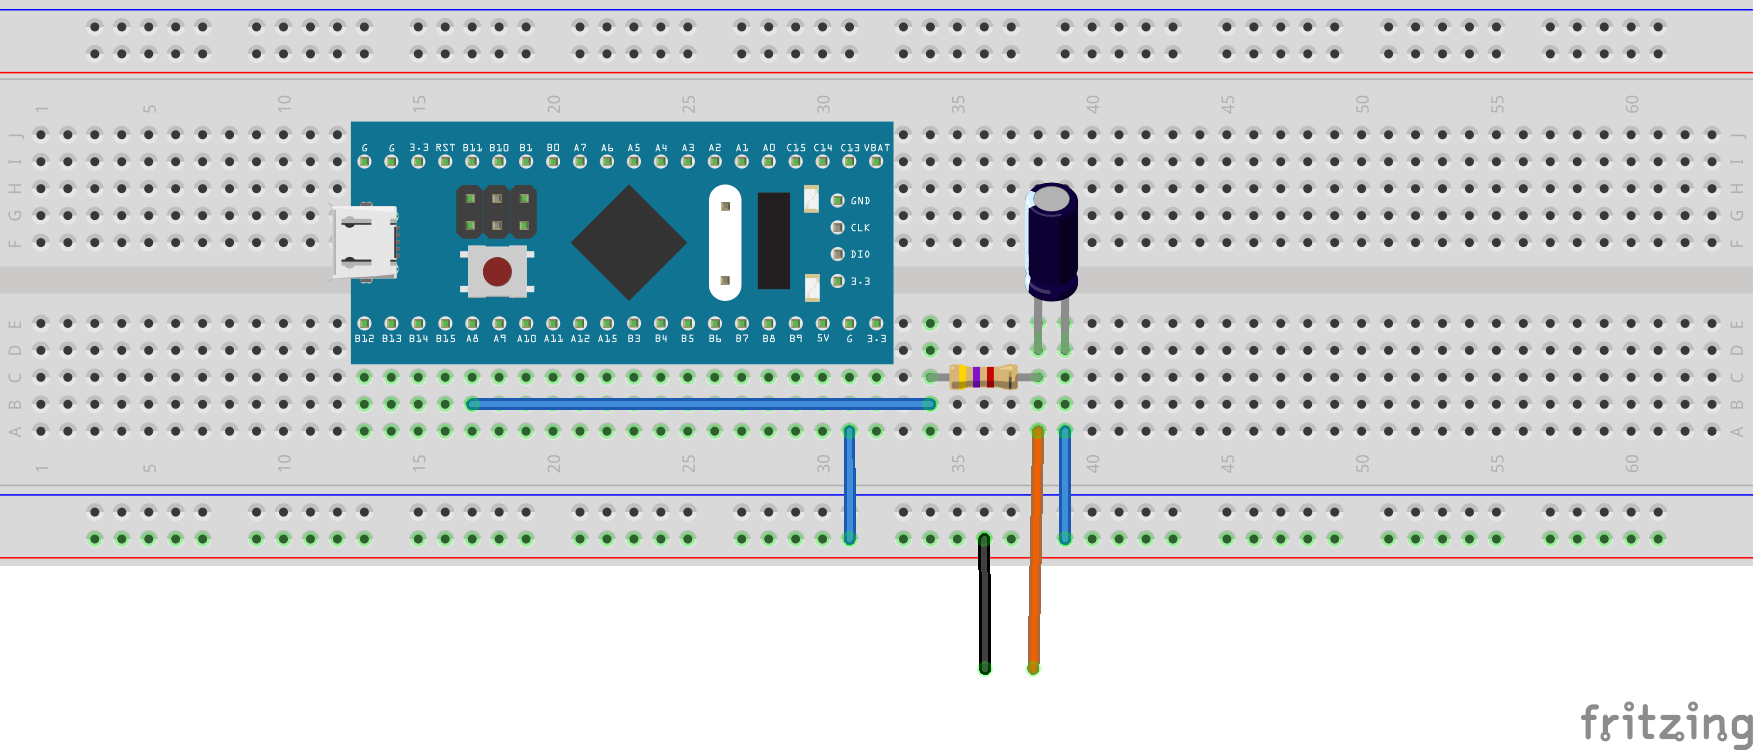 1 5 10 15 20 25 30 35 40 45 50 55 60
J J
I I
H H
G G
F F
G G 3.3 RST B11 B10 B1 B0 A7 A6 A5 A4 A3 A2 A1 A0 C15 C14 C13 VBAT
GND
CLK
DIO
3.3
B12 B13 B14 B15 A8 A9 A10 A11 A12 A15 B3 B4 B5 B6 B7 B8 B9 5V G 3.3
E E
D D
C C
B B
A A
1 5 10 15 20 25 30 35 40 45 50 55 60
fritzing